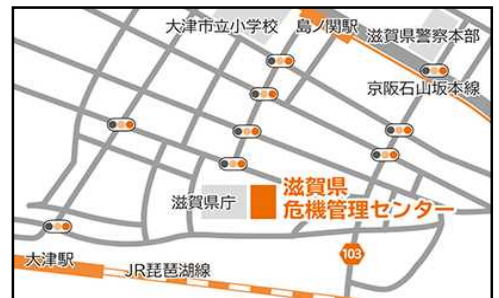 大津市立小学校
島ノ関駅
滋賀県警察本部
京阪石山坂本線
滋賀県庁
滋賀県
危機管理センター
103
大津駅
JR琵琶湖線